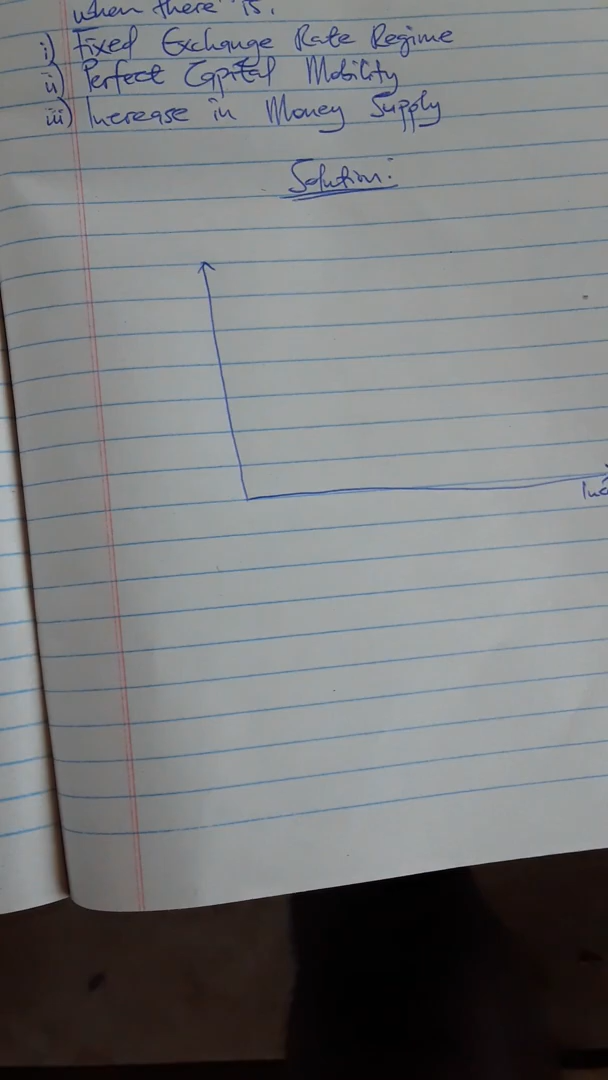 when there is.
i) Fixed Exchange Rate Regime
ii) Perfect Capital Mobility
iii) Increase in Money Supply
Solution: